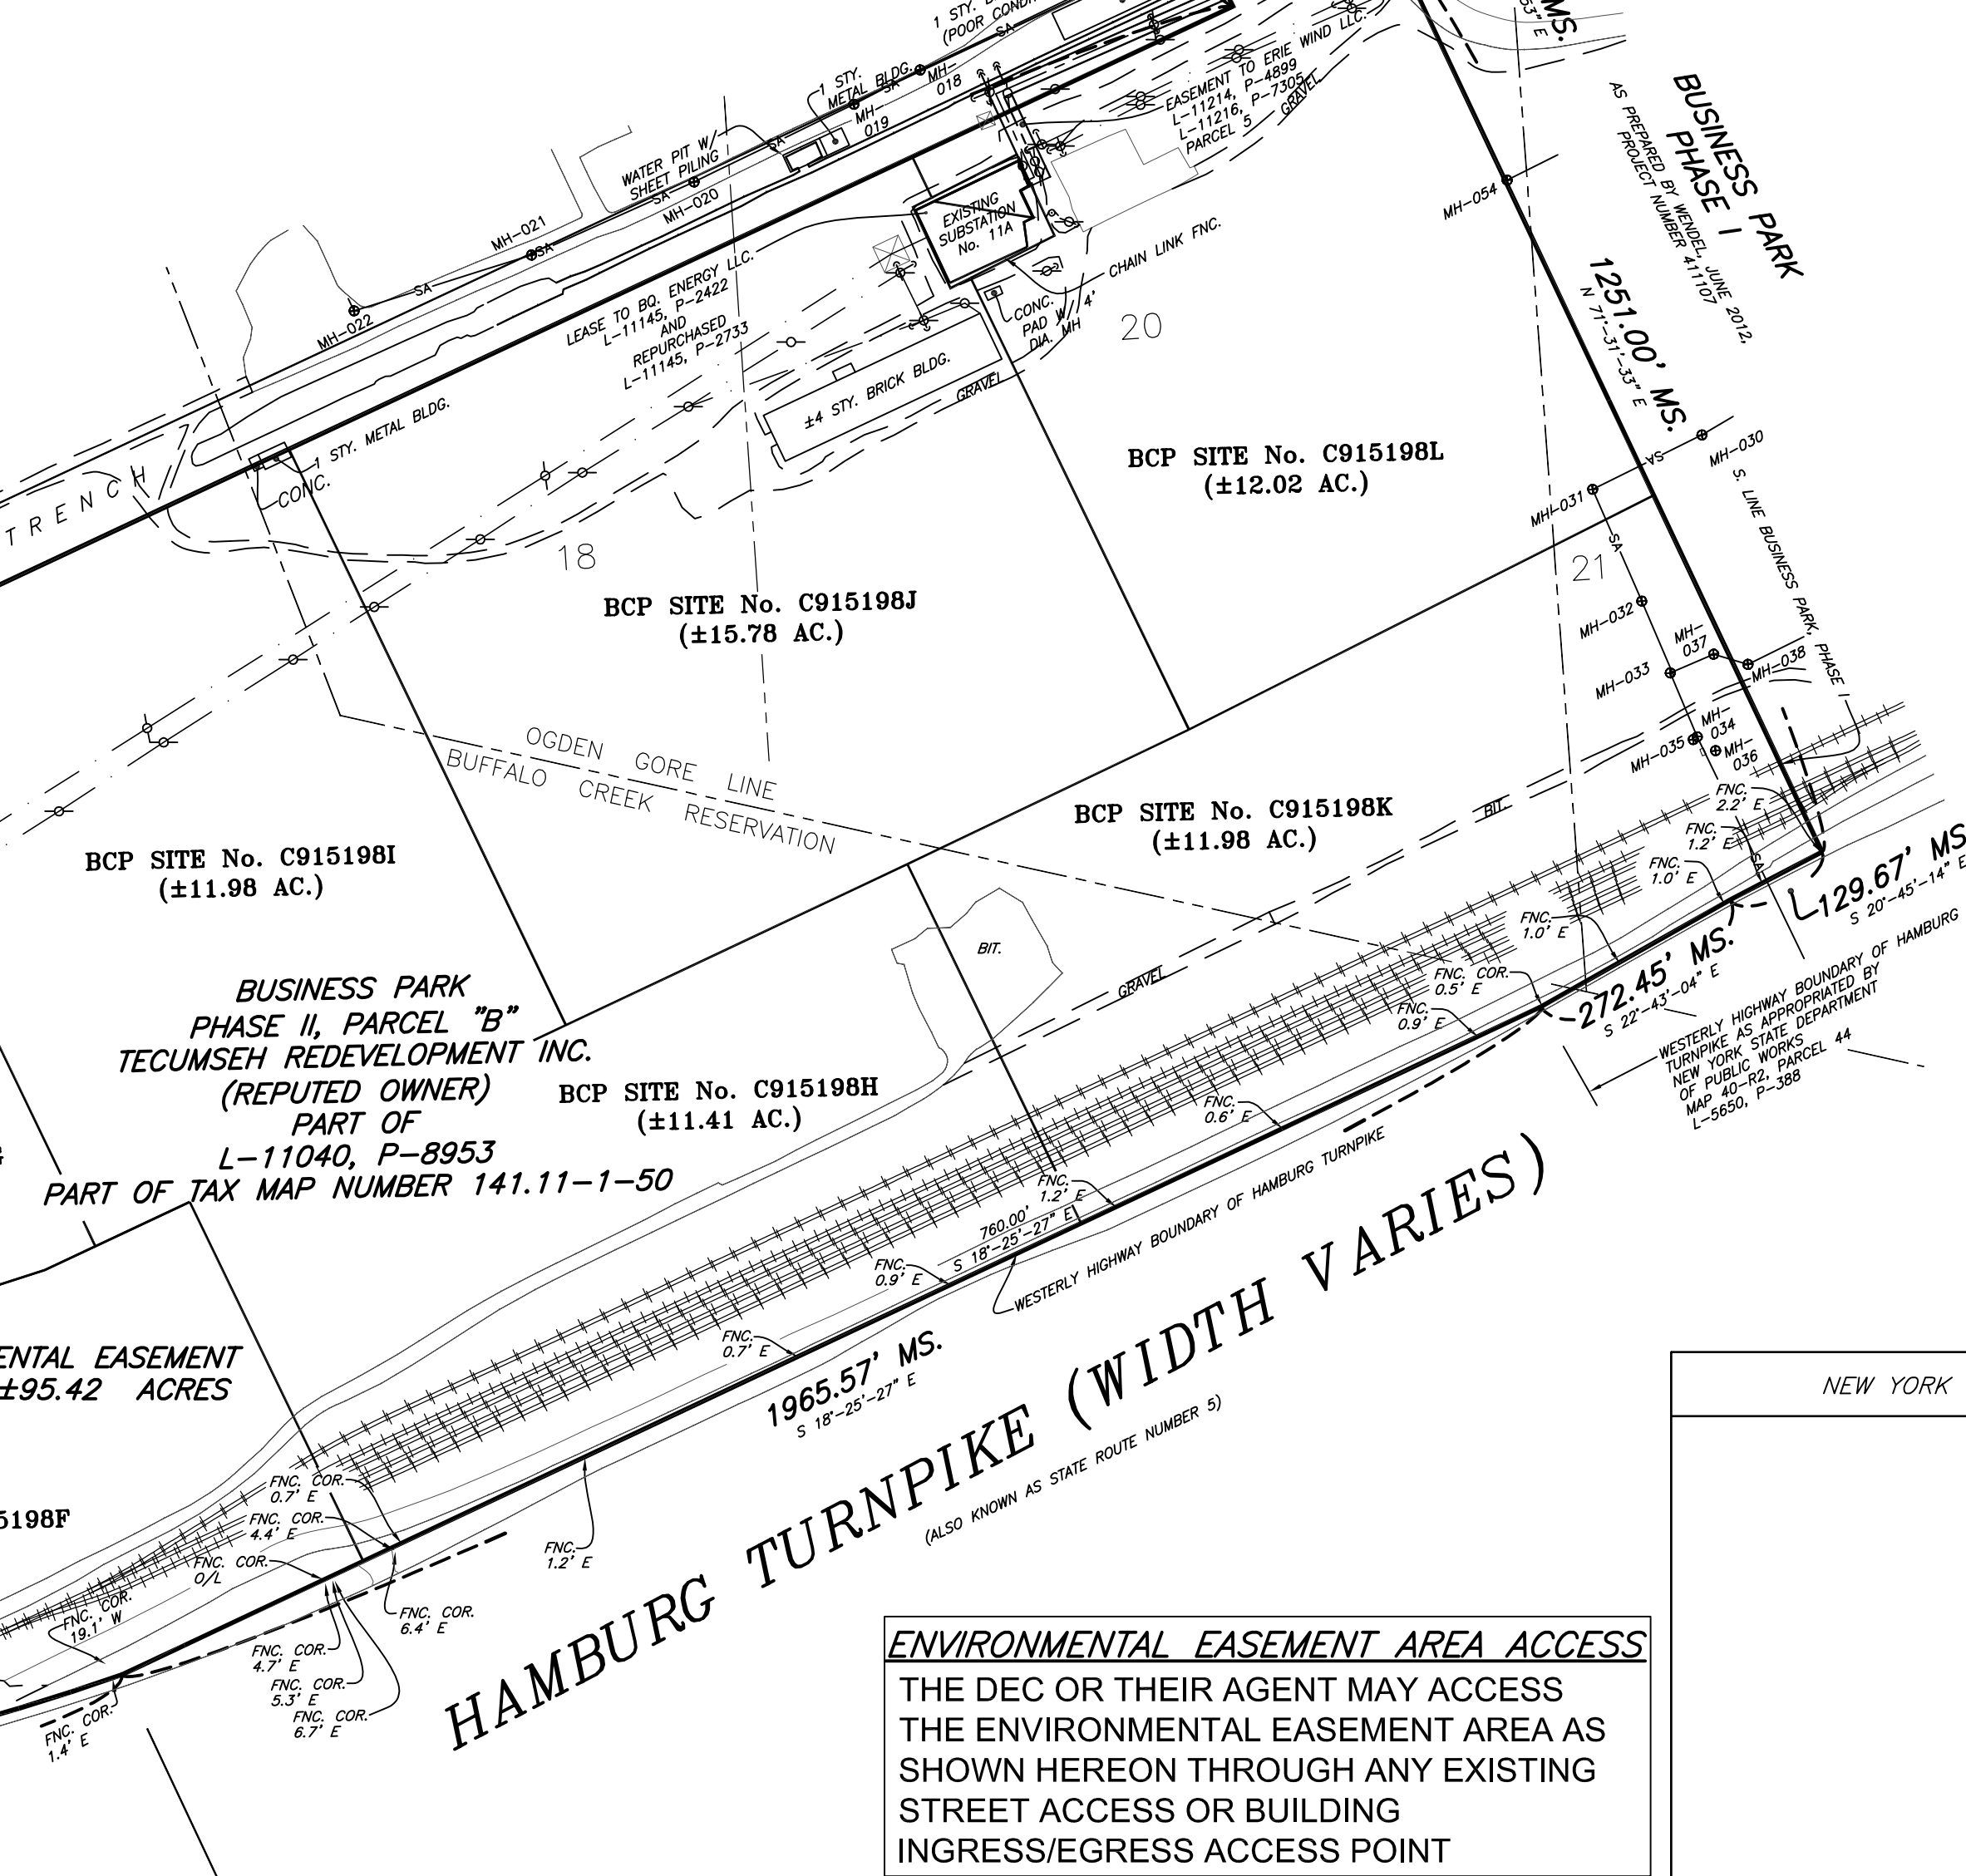 1 STY.
(POOR
SA
MS.
53" E
1 STY.
METAL BLDG.
SA
MH-
018
MH-
019
EASEMENT TO ERIE WIND LLC.
L-11214, P-4899
L-11216, P-7305
PARCEL 5
GRAVEL
BUSINESS PARK
PHASE I
AS PREPARED BY WENDEL, JUNE 2012,
PROJECT NUMBER 411107
WATER PIT W/
SHEET PILING
SA
SA
MH-020
MH-021
SA
SA
MH-022
EXISTING
SUBSTATION
No. 11A
MH-054
CHAIN LINK FNC.
CONC.
PAD W/ 4'
DIA. MH
20
LEASE TO BQ. ENERGY LLC.
L-11145, P-2422
AND
REPURCHASED
L-11145, P-2733
1251.00' MS.
N 71°-31'-33" E
±4 STY. BRICK BLDG.
GRAVEL
1 STY. METAL BLDG.
CONC.
TRENCH
BCP SITE No. C915198L
(±12.02 AC.)
MH-030
SA
MH-031
SA
S. LINE BUSINESS PARK, PHASE I
18
21
BCP SITE No. C915198J
(±15.78 AC.)
MH-032
MH-
037
MH-033
MH-038
MH-
034
MH-035
MH-
036
OGDEN GORE LINE
BUFFALO CREEK RESERVATION
BCP SITE No. C915198K
(±11.98 AC.)
BIT.
FNC.
2.2' E
FNC.
1.2' E
SA
FNC.
1.0' E
129.67' MS
S 20°-45'-14" E
BCP SITE No. C915198I
(±11.98 AC.)
FNC.
1.0' E
BIT.
GRAVEL
FNC. COR.
0.5' E
FNC.
0.9' E
272.45' MS.
S 22°-43'-04" E
WESTERLY HIGHWAY BOUNDARY OF HAMBURG
TURNPIKE AS APPROPRIATED BY
NEW YORK STATE DEPARTMENT
OF PUBLIC WORKS
MAP 40-R2, PARCEL 44
L-5650, P-388
BUSINESS PARK
PHASE II, PARCEL "B"
TECUMSEH REDEVELOPMENT INC.
(REPUTED OWNER)
PART OF
L-11040, P-8953
PART OF TAX MAP NUMBER 141.11-1-50
BCP SITE No. C915198H
(±11.41 AC.)
FNC.
0.6' E
FNC.
1.2' E
760.00'
S 18°-25'-27" E
WESTERLY HIGHWAY BOUNDARY OF HAMBURG TURNPIKE
FNC.
0.9' E
FNC.
0.7' E
1965.57' MS.
S 18°-25'-27" E
HAMBURG TURNPIKE (WIDTH VARIES)
(ALSO KNOWN AS STATE ROUTE NUMBER 5)
ENTAL EASEMENT
±95.42 ACRES
NEW YORK
5198F
FNC. COR.
0.7' E
FNC. COR.
4.4' E
FNC. COR.
O/L
FNC. COR.
19.1' W
FNC.
1.2' E
FNC. COR.
6.4' E
FNC. COR.
4.7' E
FNC. COR.
5.3' E
FNC. COR.
6.7' E
FNC. COR.
1.4' E
ENVIRONMENTAL EASEMENT AREA ACCESS
THE DEC OR THEIR AGENT MAY ACCESS
THE ENVIRONMENTAL EASEMENT AREA AS
SHOWN HEREON THROUGH ANY EXISTING
STREET ACCESS OR BUILDING
INGRESS/EGRESS ACCESS POINT